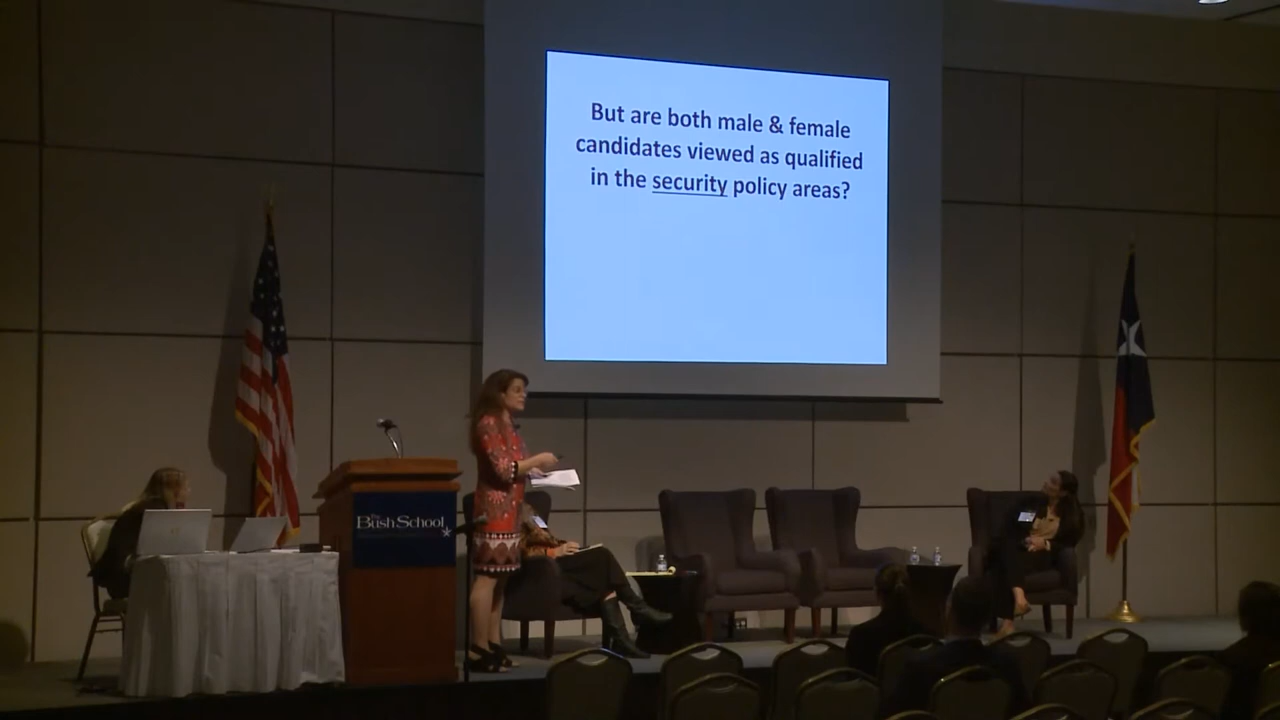 But are both male & female
candidates viewed as qualified
in the security policy areas?
The
Bush School